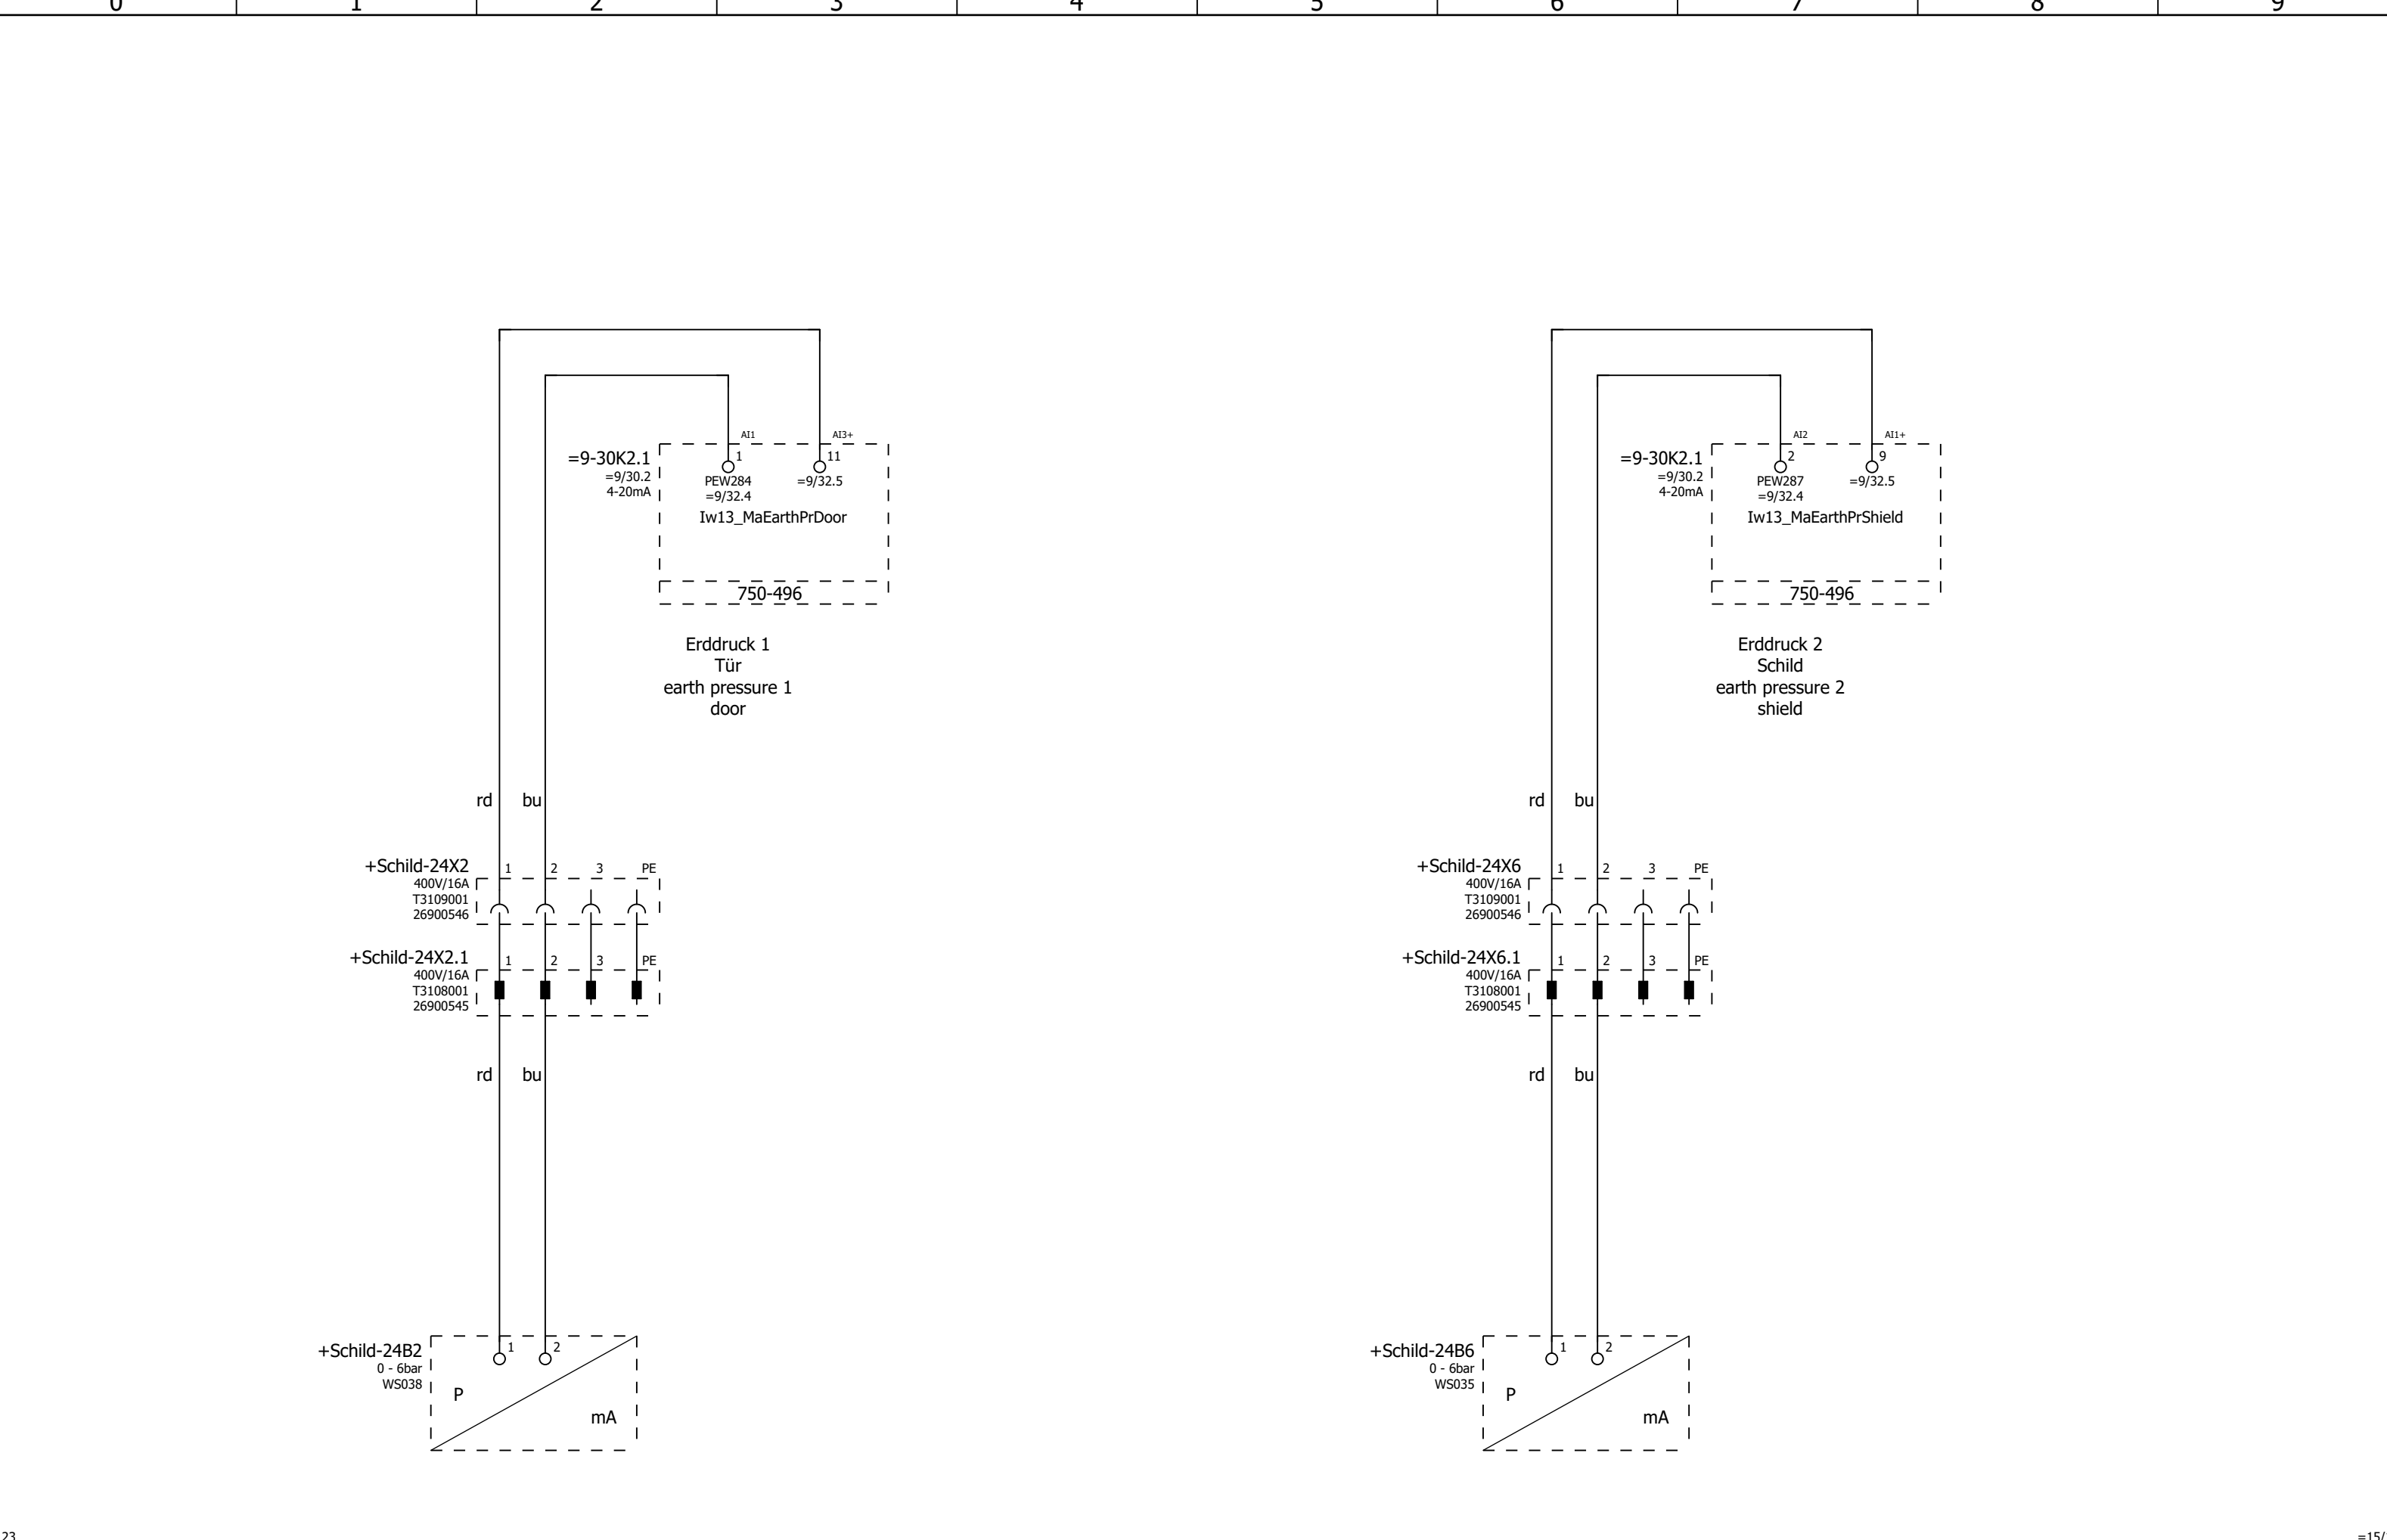 0 1 2 3 4 5 6 7 8 9
=9-30K2.1
=9/30.2
4-20mA
AI1 AI3+
1 11
PEW284 =9/32.5
=9/32.4
Iw13_MaEarthPrDoor
750-496
Erddruck 1
Tür
earth pressure 1
door
rd bu
+Schild-24X2
400V/16A
T3109001
26900546
1 2 3 PE
+Schild-24X2.1
400V/16A
T3108001
26900545
1 2 3 PE
rd bu
+Schild-24B2
0 - 6bar
WS038
1 2
P
mA
=9-30K2.1
=9/30.2
4-20mA
AI2 AI1+
2 9
PEW287 =9/32.5
=9/32.4
Iw13_MaEarthPrShield
750-496
Erddruck 2
Schild
earth pressure 2
shield
rd bu
+Schild-24X6
400V/16A
T3109001
26900546
1 2 3 PE
+Schild-24X6.1
400V/16A
T3108001
26900545
1 2 3 PE
rd bu
+Schild-24B6
0 - 6bar
WS035
1 2
P
mA
23
=15/